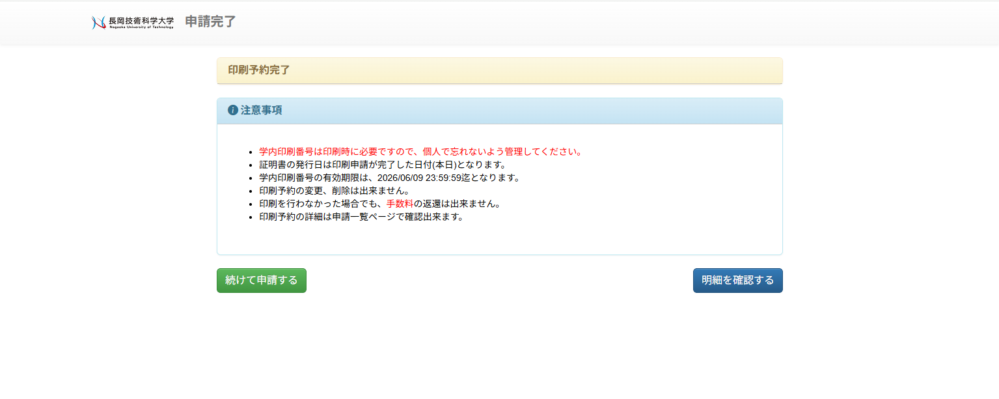 長岡技術科学大学
Nagaoka University of Technology
申請完了
印刷予約完了
注意事項
学内印刷番号は印刷時に必要ですので、個人で忘れないよう管理してください。
証明書の発行日は印刷申請が完了した日付(本日)となります。
学内印刷番号の有効期限は、2026/06/09 23:59:59迄となります。
印刷予約の変更、削除は出来ません。
印刷を行わなかった場合でも、手数料の返還は出来ません。
印刷予約の詳細は申請一覧ページで確認出来ます。
続けて申請する
明細を確認する